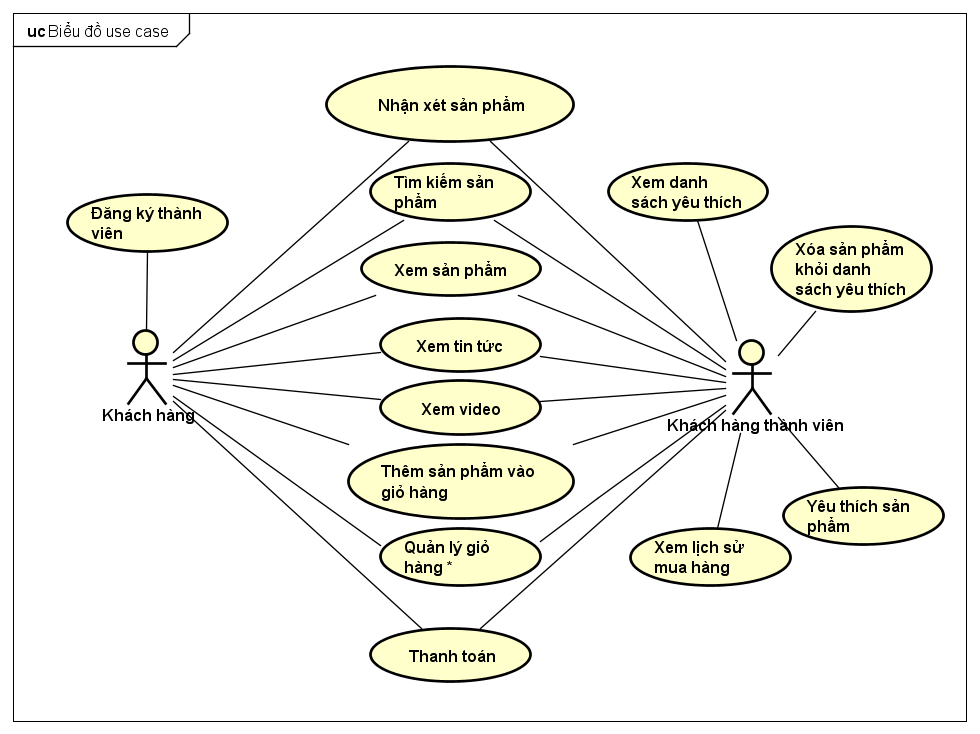 uc Biểu đồ use case
Nhận xét sản phẩm
Tìm kiếm sản
phẩm
Xem danh
sách yêu thích
Đăng ký thành
viên
Xem sản phẩm
Xóa sản phẩm
khỏi danh
sách yêu thích
Xem tin tức
Xem video
Khách hàng
Khách hàng thành viên
Thêm sản phẩm vào
giỏ hàng
Yêu thích sản
phẩm
Quản lý giỏ
hàng *
Xem lịch sử
mua hàng
Thanh toán